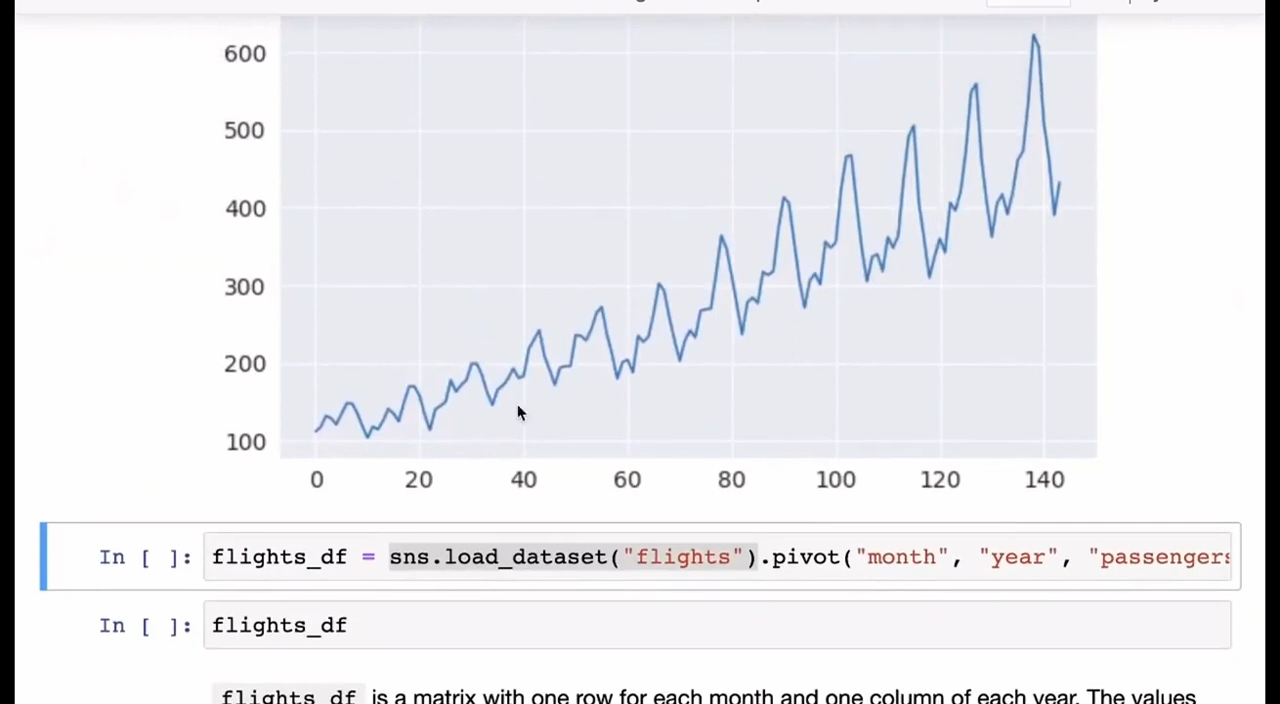 600
500
400
300
200
100
0 20 40 60 80 100 120 140
In [ ]: flights_df = sns.load_dataset("flights").pivot("month", "year", "passengers
In [ ]: flights_df
flights_df is a matrix with one row for each month and one column of each year. The values